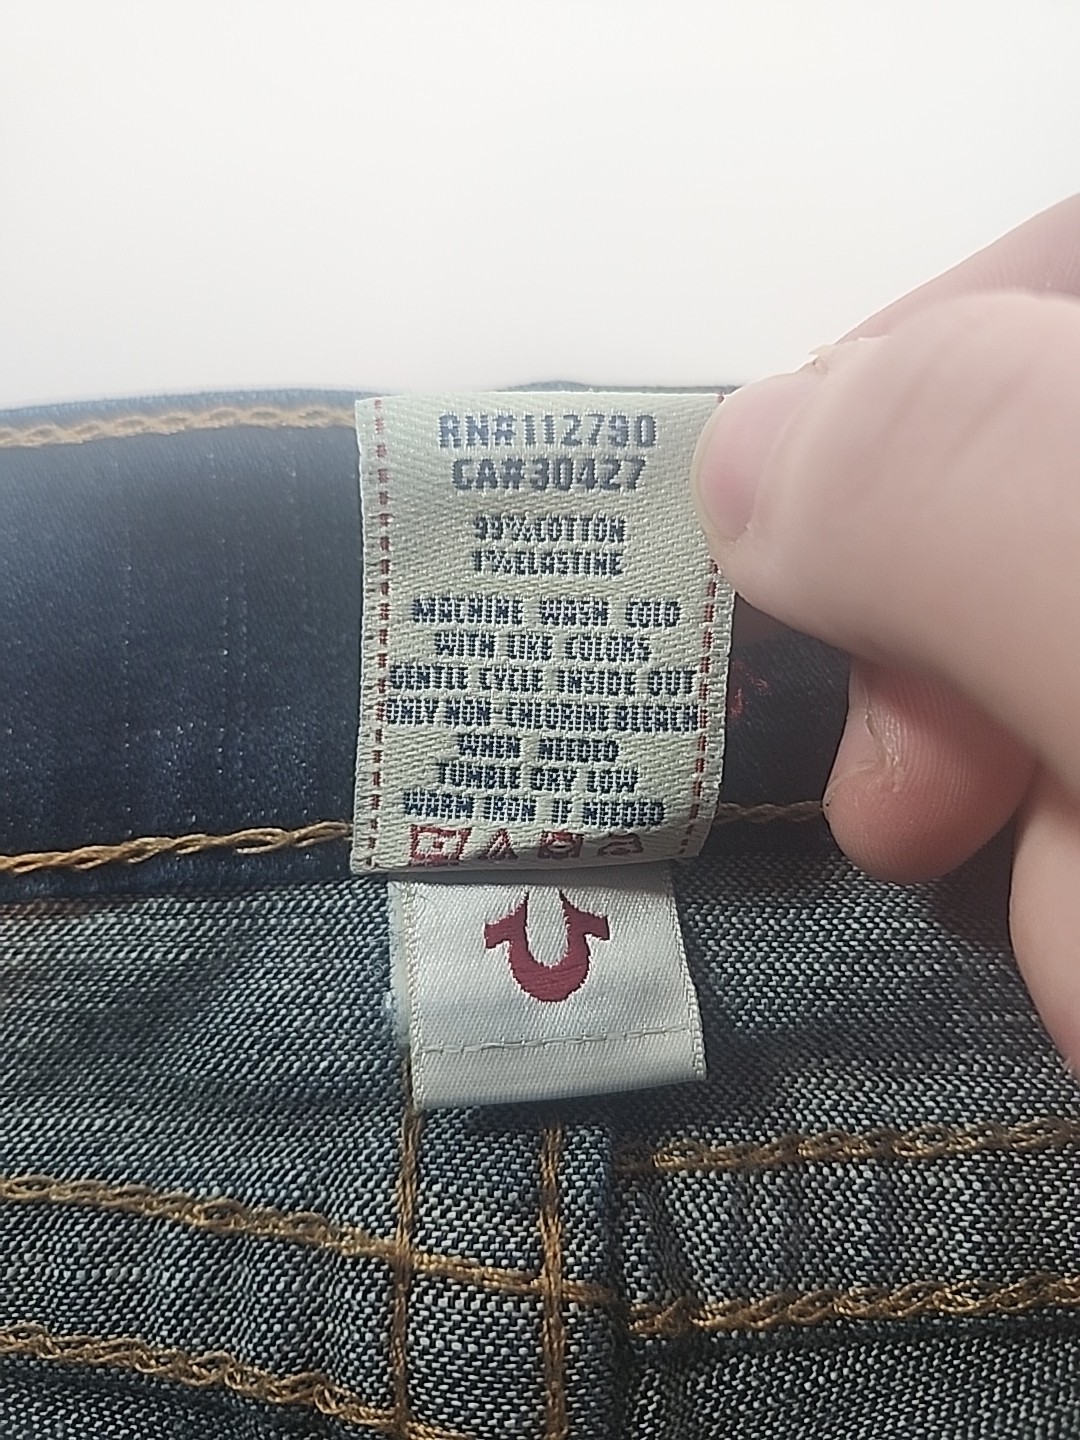 RN#112790
CA#30427
99%COTTON
1%ELASTINE
MACHINE WASH COLD
WITH LIKE COLORS
GENTLE CYCLE INSIDE OUT
ONLY NON CHLORINE BLEACH
WHEN NEEDED
TUMBLE DRY LOW
WARM IRON IF NEEDED